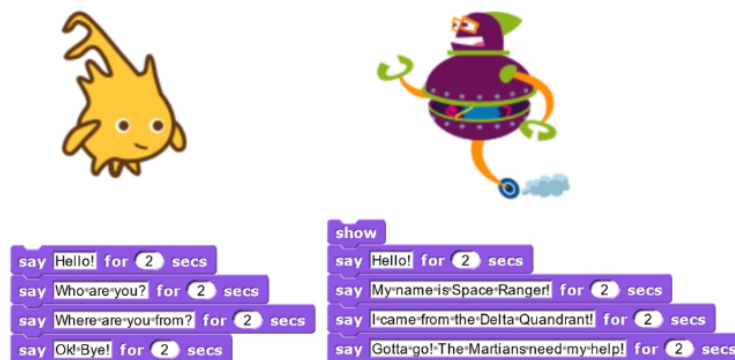 say Hello! for 2 secs
say Who are you? for 2 secs
say Where are you from? for 2 secs
say Ok! Bye! for 2 secs
show
say Hello! for 2 secs
say My name is Space Ranger! for 2 secs
say I came from the Delta Quandrant! for 2 secs
say Gotta go! The Martians need my help! for 2 secs